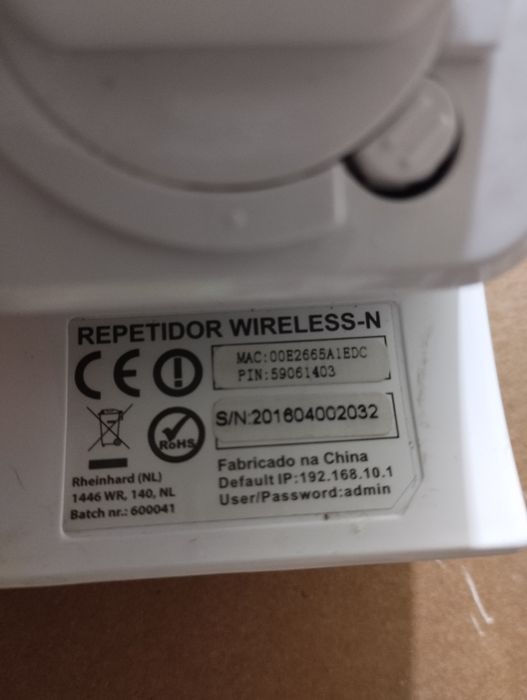 REPETIDOR WIRELESS-N
MAC:00E2665A1EDC
PIN:59061403
S/N:201604002032
RoHS
Rheinhard (NL)
1446 WR, 140, NL
Batch nr.: 600041
Fabricado na China
Default IP:192.168.10.1
User/Password:admin